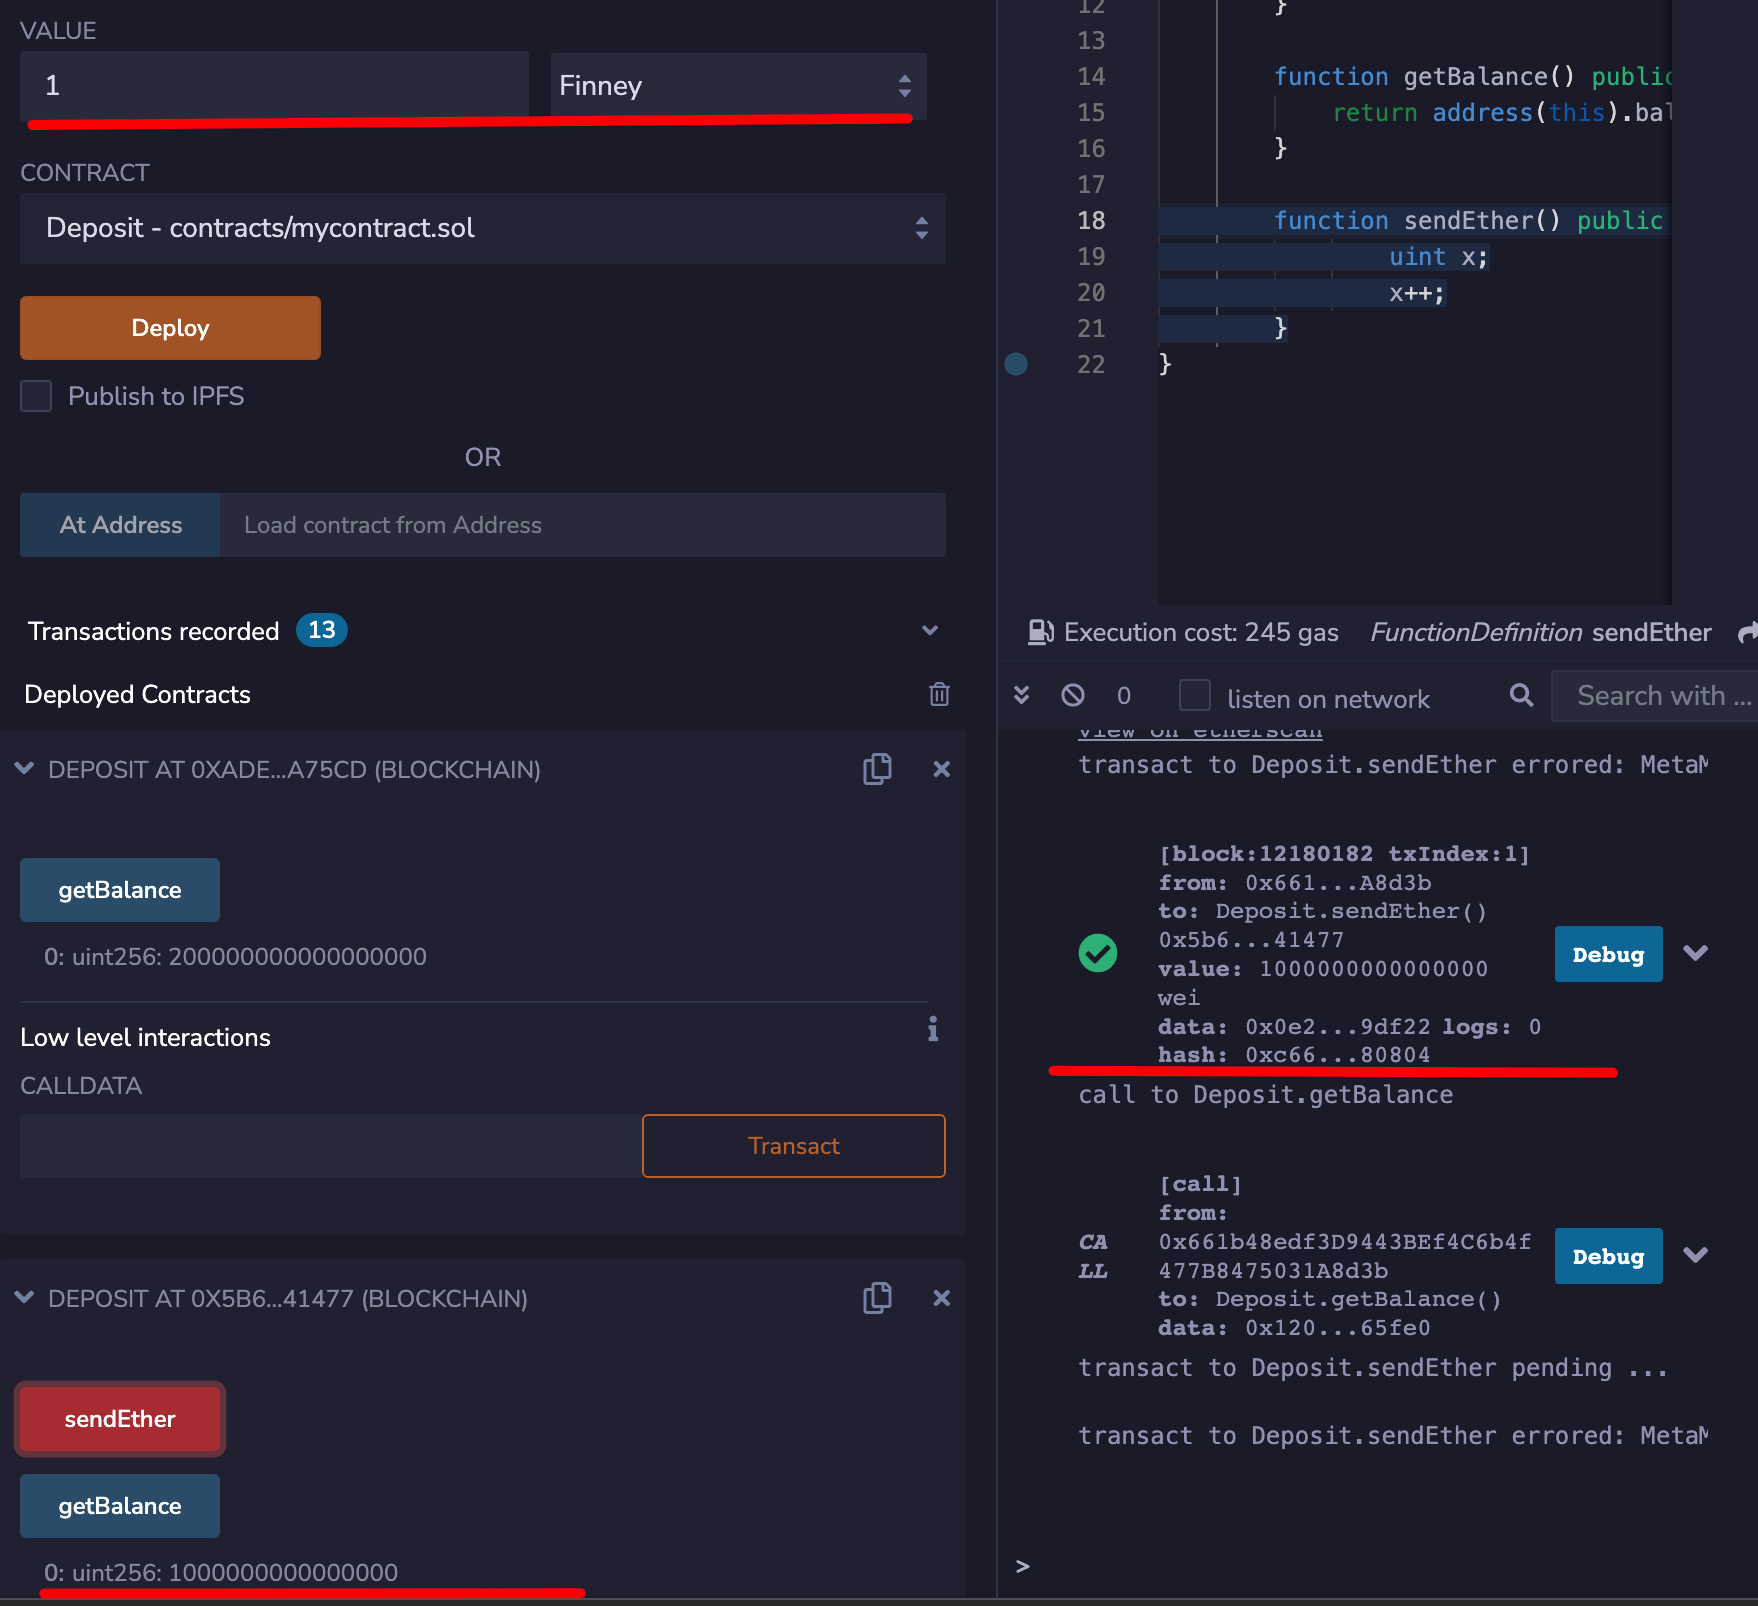 VALUE
1
Finney
CONTRACT
Deposit - contracts/mycontract.sol
Deploy
Publish to IPFS
OR
At Address
Load contract from Address
Transactions recorded 13
Deployed Contracts
DEPOSIT AT 0XADE...A75CD (BLOCKCHAIN)
getBalance
0: uint256: 200000000000000000
Low level interactions
i
CALLDATA
Transact
DEPOSIT AT 0X5B6...41477 (BLOCKCHAIN)
sendEther
getBalance
0: uint256: 1000000000000000
12 }
13
14 function getBalance() public
15 return address(this).bal
16 }
17
18 function sendEther() public
19 uint x;
20 x++;
21 }
22 }
Execution cost: 245 gas FunctionDefinition sendEther
0 listen on network Search with ...
view on etherscan
transact to Deposit.sendEther errored: MetaM
[block:12180182 txIndex:1]
from: 0x661...A8d3b
to: Deposit.sendEther()
0x5b6...41477
value: 1000000000000000
wei
data: 0x0e2...9df22 logs: 0
hash: 0xc66...80804
Debug
call to Deposit.getBalance
CALL
[call]
from:
0x661b48edf3D9443BEf4C6b4f
477B8475031A8d3b
to: Deposit.getBalance()
data: 0x120...65fe0
Debug
transact to Deposit.sendEther pending ...
transact to Deposit.sendEther errored: MetaM
>